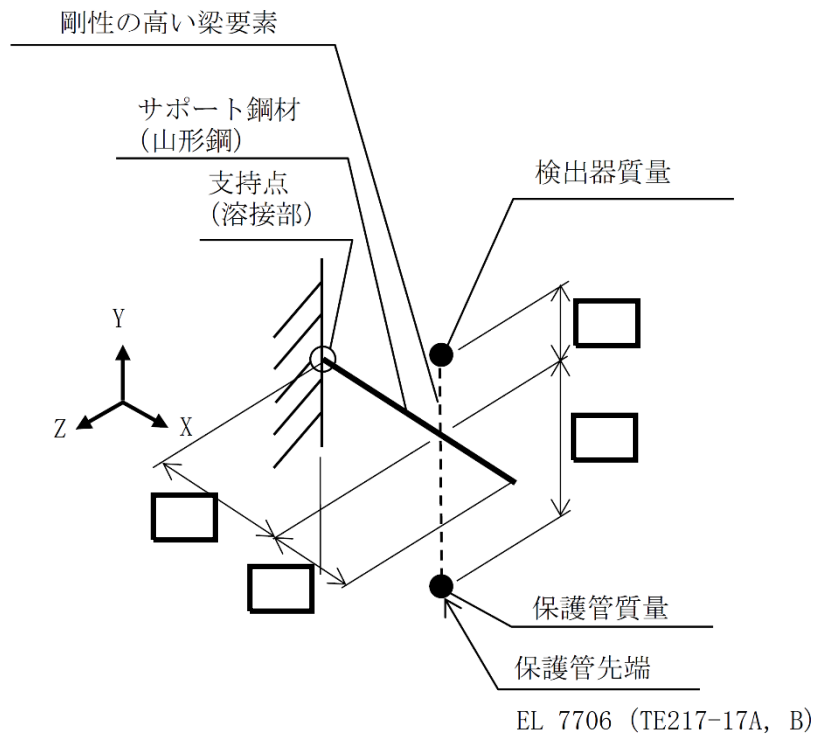 剛性の高い梁要素
サポート鋼材
(山形鋼)
支持点
(溶接部)
検出器質量
Y
Z
X
保護管質量
保護管先端
EL 7706 (TE217-17A, B)